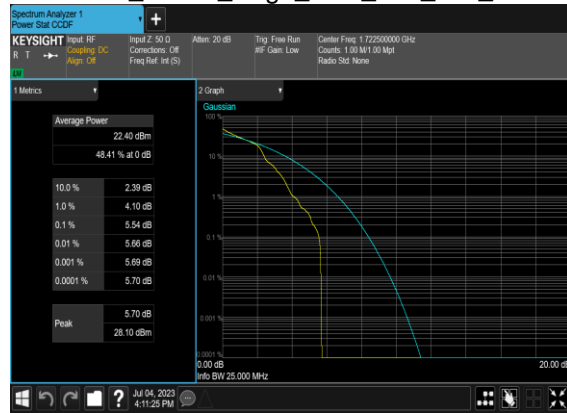 Spectrum Analyzer 1
Power Stat CCDF
+
KEYSIGHT
R T
LV
Input: RF
Coupling: DC
Align: Off
Input Z: 50 Ω
Corrections: Off
Freq Ref: Int (S)
Atten: 20 dB
Trig: Free Run
#IF Gain: Low
Center Freq: 1.722500000 GHz
Counts: 1.00 M/1.00 Mpt
Radio Std: None
1 Metrics
Average Power
22.40 dBm
48.41 % at 0 dB
10.0 % 2.39 dB
1.0 % 4.10 dB
0.1 % 5.54 dB
0.01 % 5.66 dB
0.001 % 5.69 dB
0.0001 % 5.70 dB
Peak
5.70 dB
28.10 dBm
2 Graph
Gaussian
100 %
10 %
1 %
0.1 %
0.01 %
0.001 %
0.0001 %
0.00 dB
20.00 dB
Info BW 25.000 MHz
?
Jul 04, 2023
4:11:25 PM